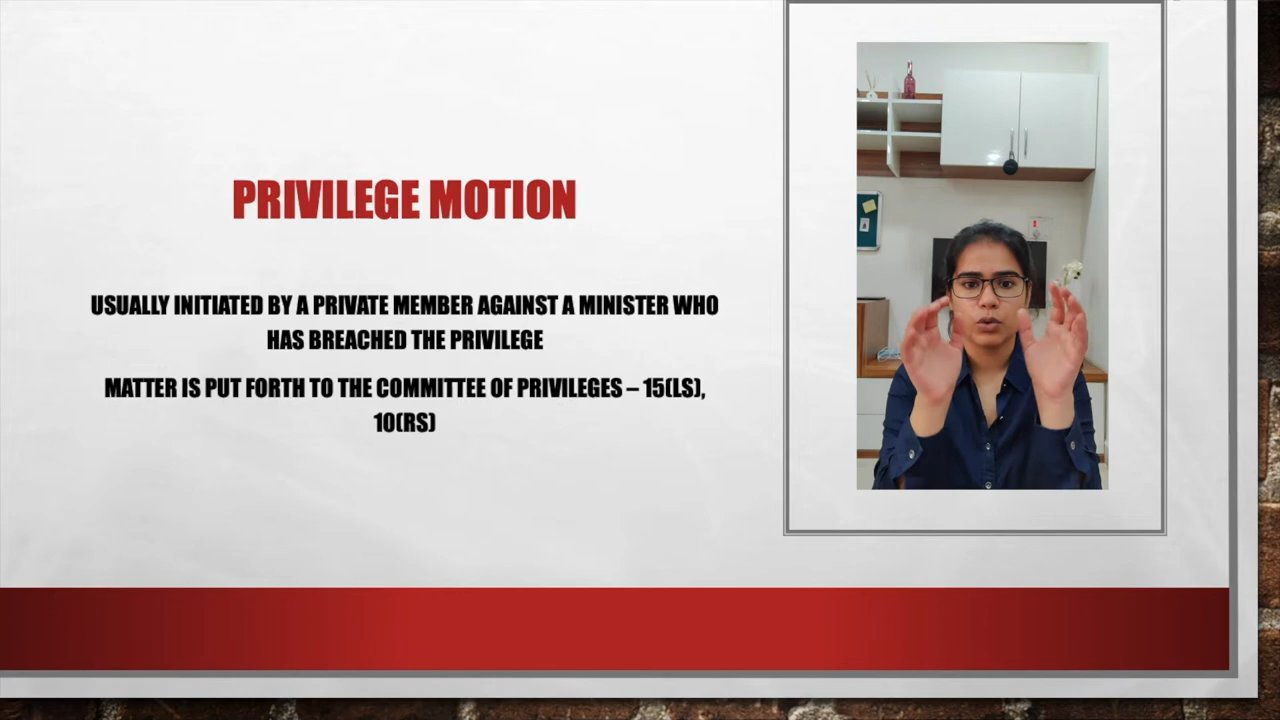 PRIVILEGE MOTION
USUALLY INITIATED BY A PRIVATE MEMBER AGAINST A MINISTER WHO
HAS BREACHED THE PRIVILEGE
MATTER IS PUT FORTH TO THE COMMITTEE OF PRIVILEGES – 15(LS),
10(RS)